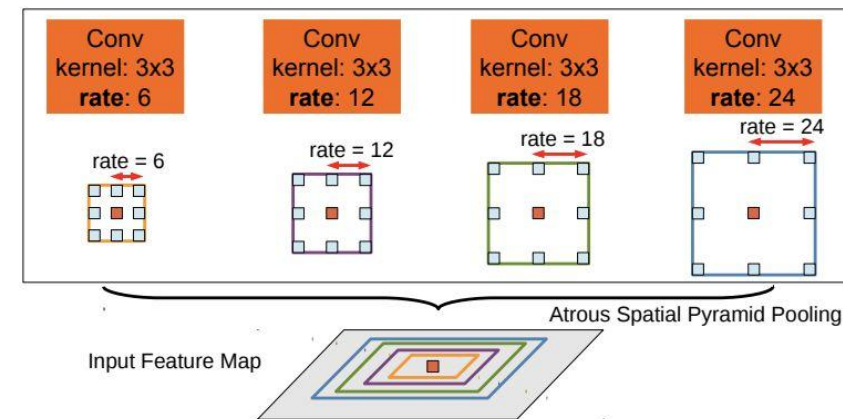 Conv
kernel: 3x3
rate: 6
Conv
kernel: 3x3
rate: 12
Conv
kernel: 3x3
rate: 18
Conv
kernel: 3x3
rate: 24
rate = 6
rate = 12
rate = 18
rate = 24
Atrous Spatial Pyramid Pooling
Input Feature Map